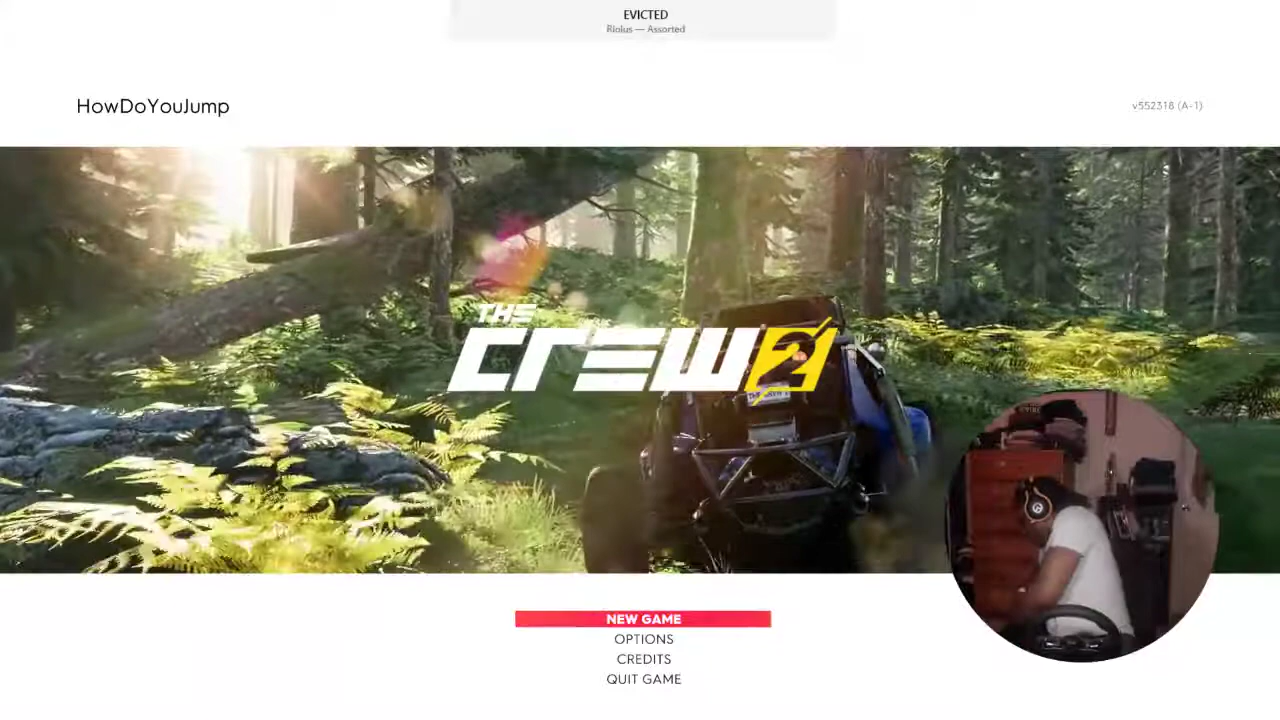 EVICTED
Riolus — Assorted
HowDoYouJump
v552318 (A-1)
THE
CREW 2
NEW GAME
OPTIONS
CREDITS
QUIT GAME